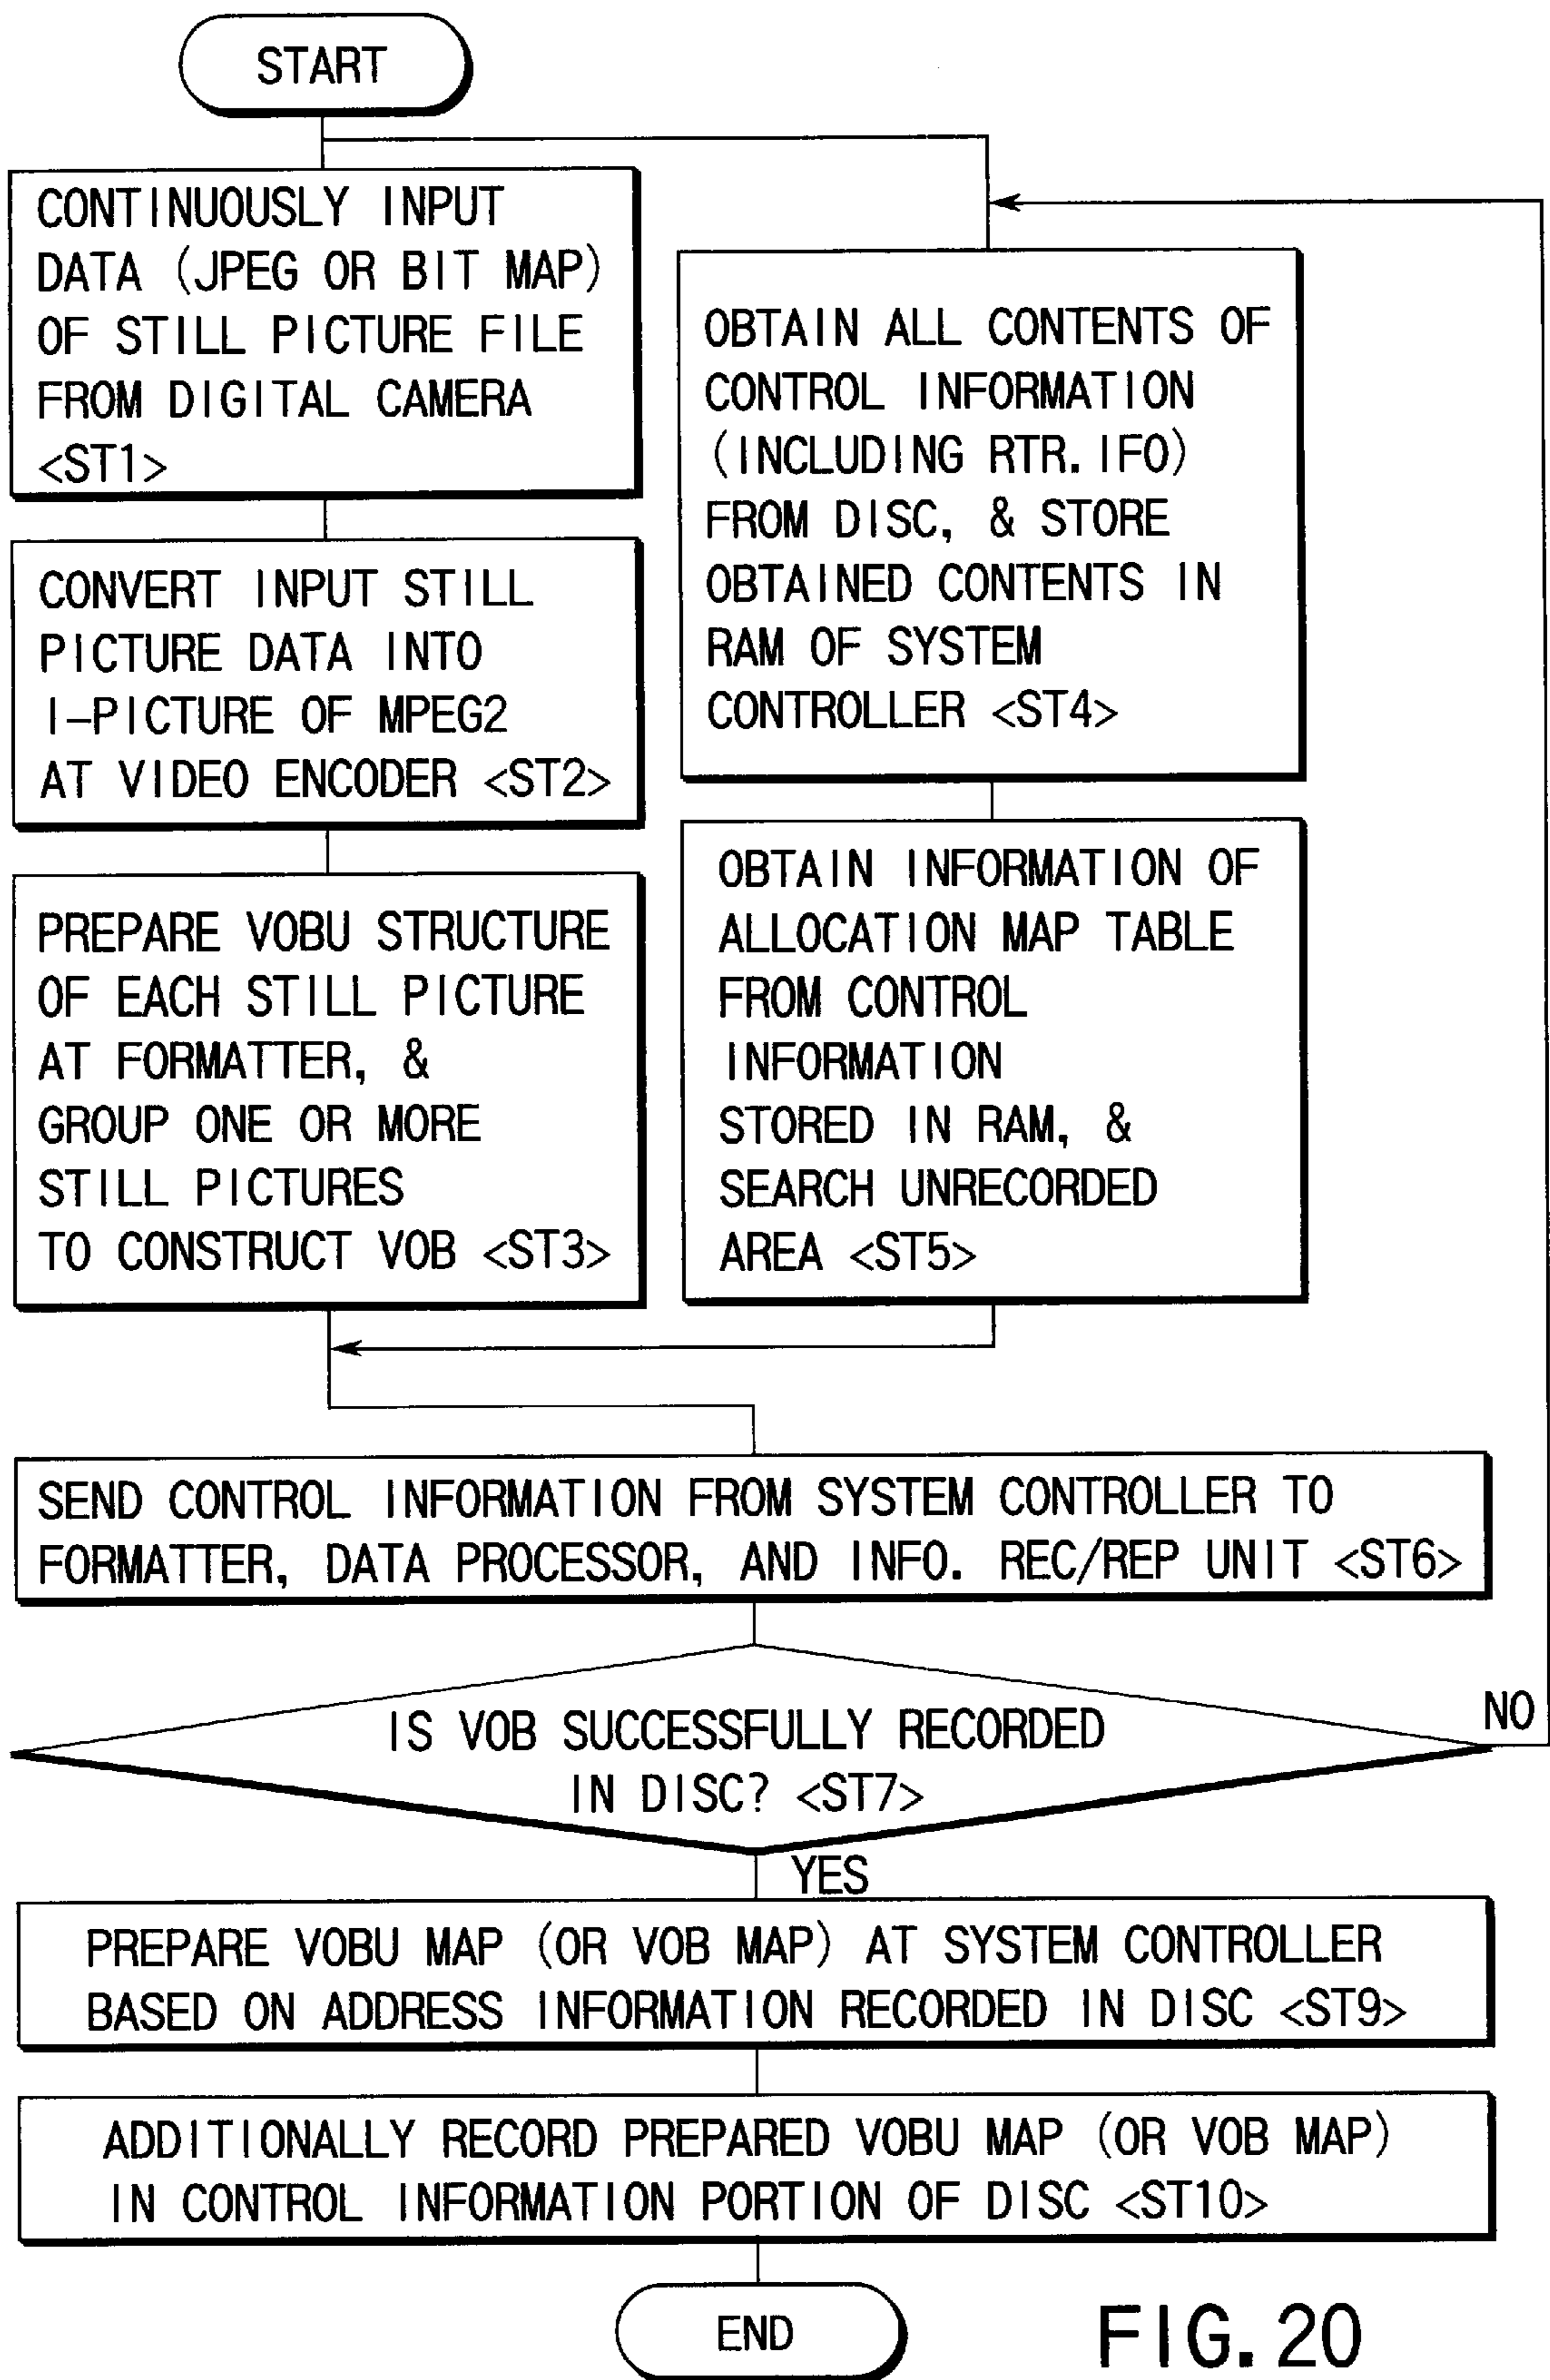 START
CONTINUOUSLY INPUT
DATA (JPEG OR BIT MAP)
OF STILL PICTURE FILE
FROM DIGITAL CAMERA
<ST1>
CONVERT INPUT STILL
PICTURE DATA INTO
I-PICTURE OF MPEG2
AT VIDEO ENCODER <ST2>
PREPARE VOBU STRUCTURE
OF EACH STILL PICTURE
AT FORMATTER, &
GROUP ONE OR MORE
STILL PICTURES
TO CONSTRUCT VOB <ST3>
OBTAIN ALL CONTENTS OF
CONTROL INFORMATION
(INCLUDING RTR.IFO)
FROM DISC, & STORE
OBTAINED CONTENTS IN
RAM OF SYSTEM
CONTROLLER <ST4>
OBTAIN INFORMATION OF
ALLOCATION MAP TABLE
FROM CONTROL
INFORMATION
STORED IN RAM, &
SEARCH UNRECORDED
AREA <ST5>
SEND CONTROL INFORMATION FROM SYSTEM CONTROLLER TO
FORMATTER, DATA PROCESSOR, AND INFO. REC/REP UNIT <ST6>
IS VOB SUCCESSFULLY RECORDED
IN DISC? <ST7>
NO
YES
PREPARE VOBU MAP (OR VOB MAP) AT SYSTEM CONTROLLER
BASED ON ADDRESS INFORMATION RECORDED IN DISC <ST9>
ADDITIONALLY RECORD PREPARED VOBU MAP (OR VOB MAP)
IN CONTROL INFORMATION PORTION OF DISC <ST10>
END
FIG. 20